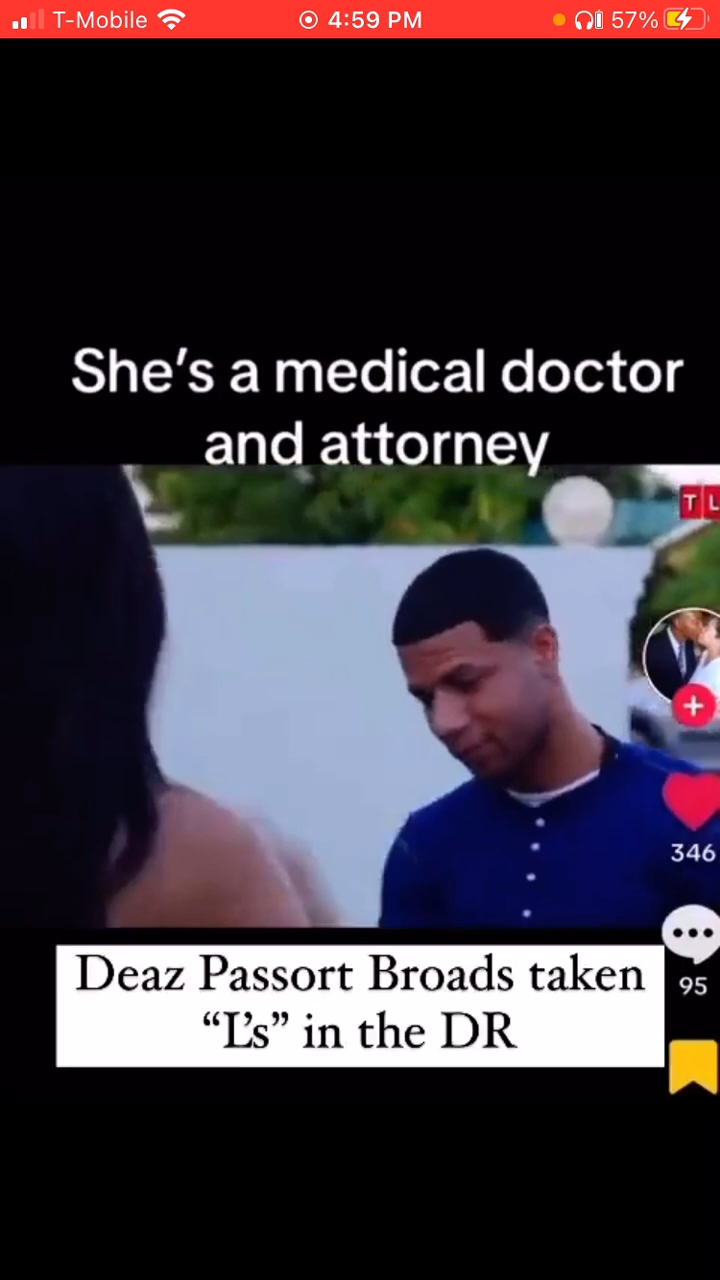 T-Mobile 4:59 PM 57%
She's a medical doctor
and attorney
TL
346
Deaz Passort Broads taken
“L's” in the DR
95